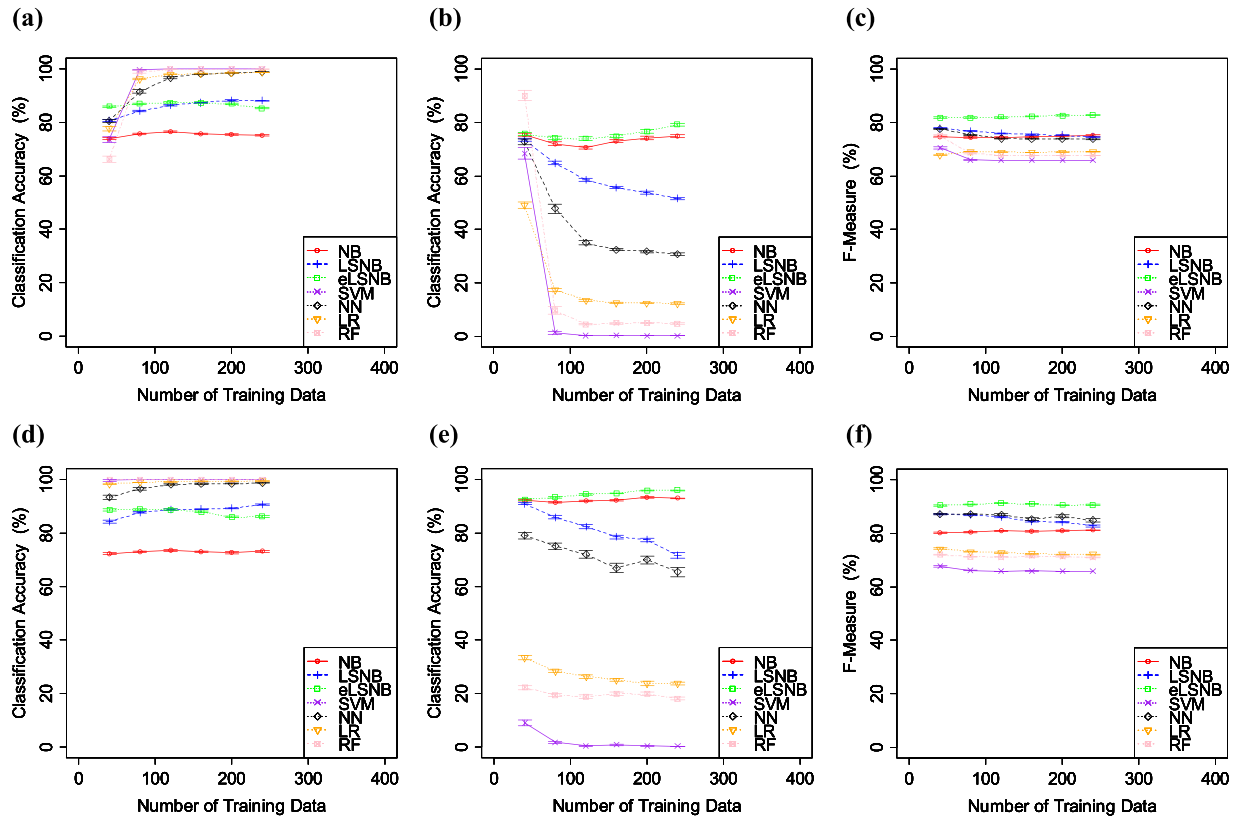 (a)
Classification Accuracy (%)
0 20 40 60 80 100
0 100 200 300 400
Number of Training Data
NB
LSNB
eLSNB
SVM
NN
LR
RF
(b)
Classification Accuracy (%)
0 20 40 60 80 100
0 100 200 300 400
Number of Training Data
NB
LSNB
eLSNB
SVM
NN
LR
RF
(c)
F-Measure (%)
0 20 40 60 80 100
0 100 200 300 400
Number of Training Data
NB
LSNB
eLSNB
SVM
NN
LR
RF
(d)
Classification Accuracy (%)
0 20 40 60 80 100
0 100 200 300 400
Number of Training Data
NB
LSNB
eLSNB
SVM
NN
LR
RF
(e)
Classification Accuracy (%)
0 20 40 60 80 100
0 100 200 300 400
Number of Training Data
NB
LSNB
eLSNB
SVM
NN
LR
RF
(f)
F-Measure (%)
0 20 40 60 80 100
0 100 200 300 400
Number of Training Data
NB
LSNB
eLSNB
SVM
NN
LR
RF